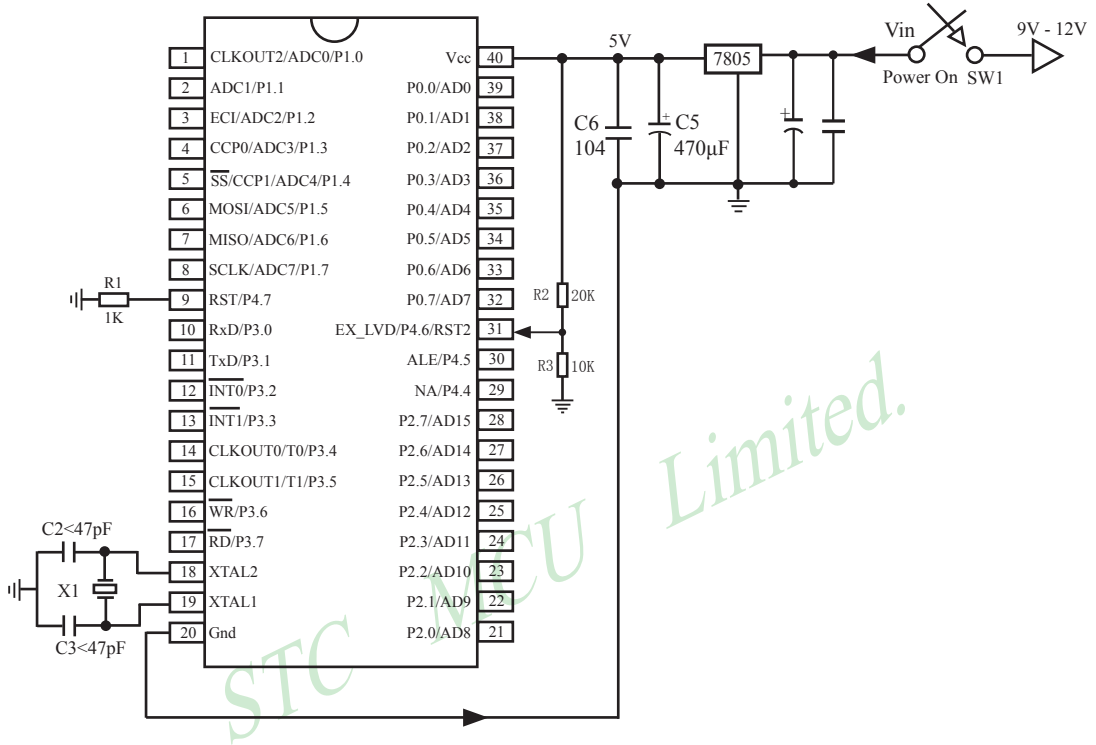 1 CLKOUT2/ADC0/P1.0
2 ADC1/P1.1
3 ECI/ADC2/P1.2
4 CCP0/ADC3/P1.3
5 SS/CCP1/ADC4/P1.4
6 MOSI/ADC5/P1.5
7 MISO/ADC6/P1.6
8 SCLK/ADC7/P1.7
9 RST/P4.7
10 RxD/P3.0
11 TxD/P3.1
12 INT0/P3.2
13 INT1/P3.3
14 CLKOUT0/T0/P3.4
15 CLKOUT1/T1/P3.5
16 WR/P3.6
17 RD/P3.7
18 XTAL2
19 XTAL1
20 Gnd
Vcc 40
P0.0/AD0 39
P0.1/AD1 38
P0.2/AD2 37
P0.3/AD3 36
P0.4/AD4 35
P0.5/AD5 34
P0.6/AD6 33
P0.7/AD7 32
EX_LVD/P4.6/RST2 31
ALE/P4.5 30
NA/P4.4 29
P2.7/AD15 28
P2.6/AD14 27
P2.5/AD13 26
P2.4/AD12 25
P2.3/AD11 24
P2.2/AD10 23
P2.1/AD9 22
P2.0/AD8 21
R1
1K
C2<47pF
X1
C3<47pF
5V
7805
Vin
9V - 12V
Power On SW1
C6
104
+
C5
470μF
+
R2 20K
R3 10K
STC MCU Limited.